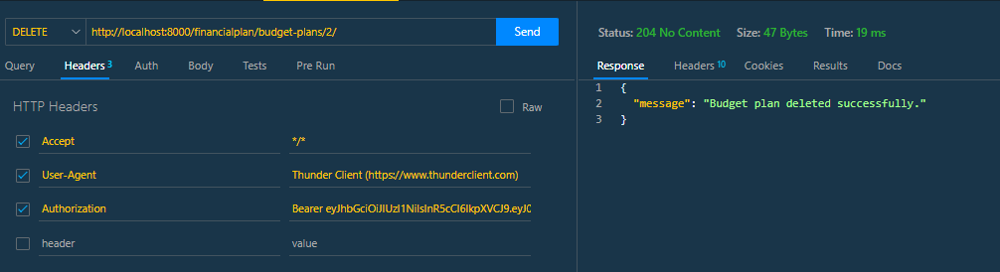 DELETE http://localhost:8000/financialplan/budget-plans/2/ Send
Query Headers 3 Auth Body Tests Pre Run
HTTP Headers Raw
Accept */*
User-Agent Thunder Client (https://www.thunderclient.com)
Authorization Bearer eyJhbGciOiJIUzI1NiIsInR5cCI6IkpXVCJ9.eyJ0
header value
Status: 204 No Content Size: 47 Bytes Time: 19 ms
Response Headers 10 Cookies Results Docs
1 {
2 "message": "Budget plan deleted successfully."
3 }